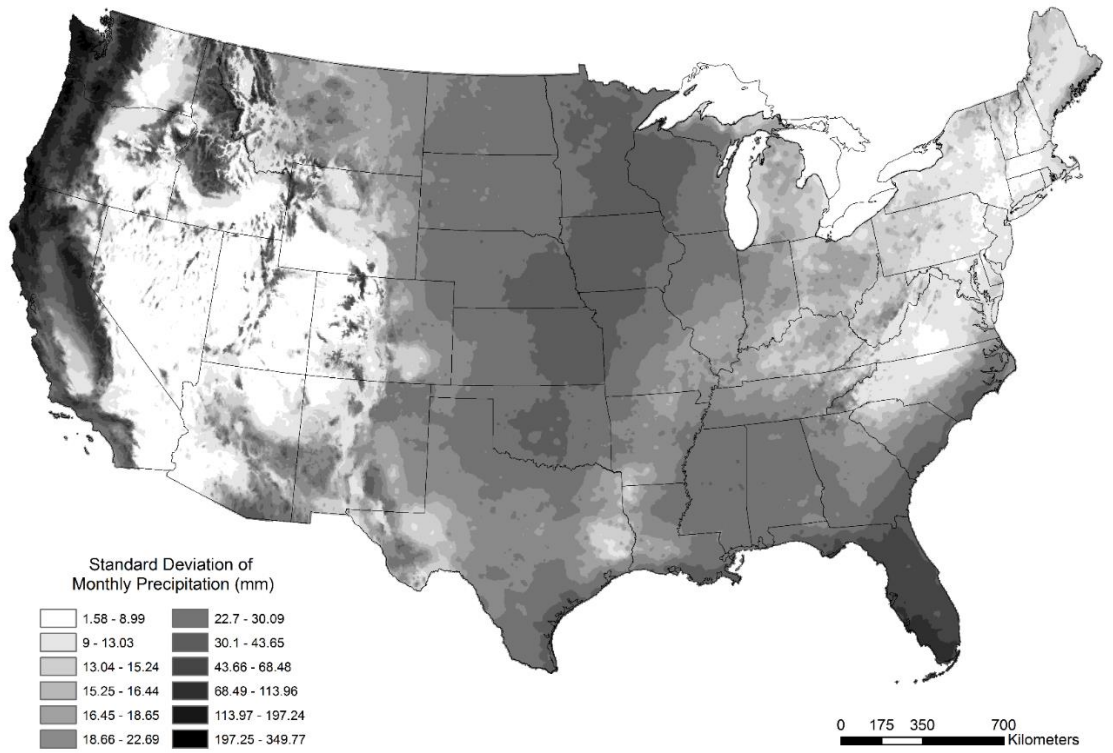 Standard Deviation of
Monthly Precipitation (mm)
1.58 - 8.99
9 - 13.03
13.04 - 15.24
15.25 - 16.44
16.45 - 18.65
18.66 - 22.69
22.7 - 30.09
30.1 - 43.65
43.66 - 68.48
68.49 - 113.96
113.97 - 197.24
197.25 - 349.77
0 175 350 700
Kilometers